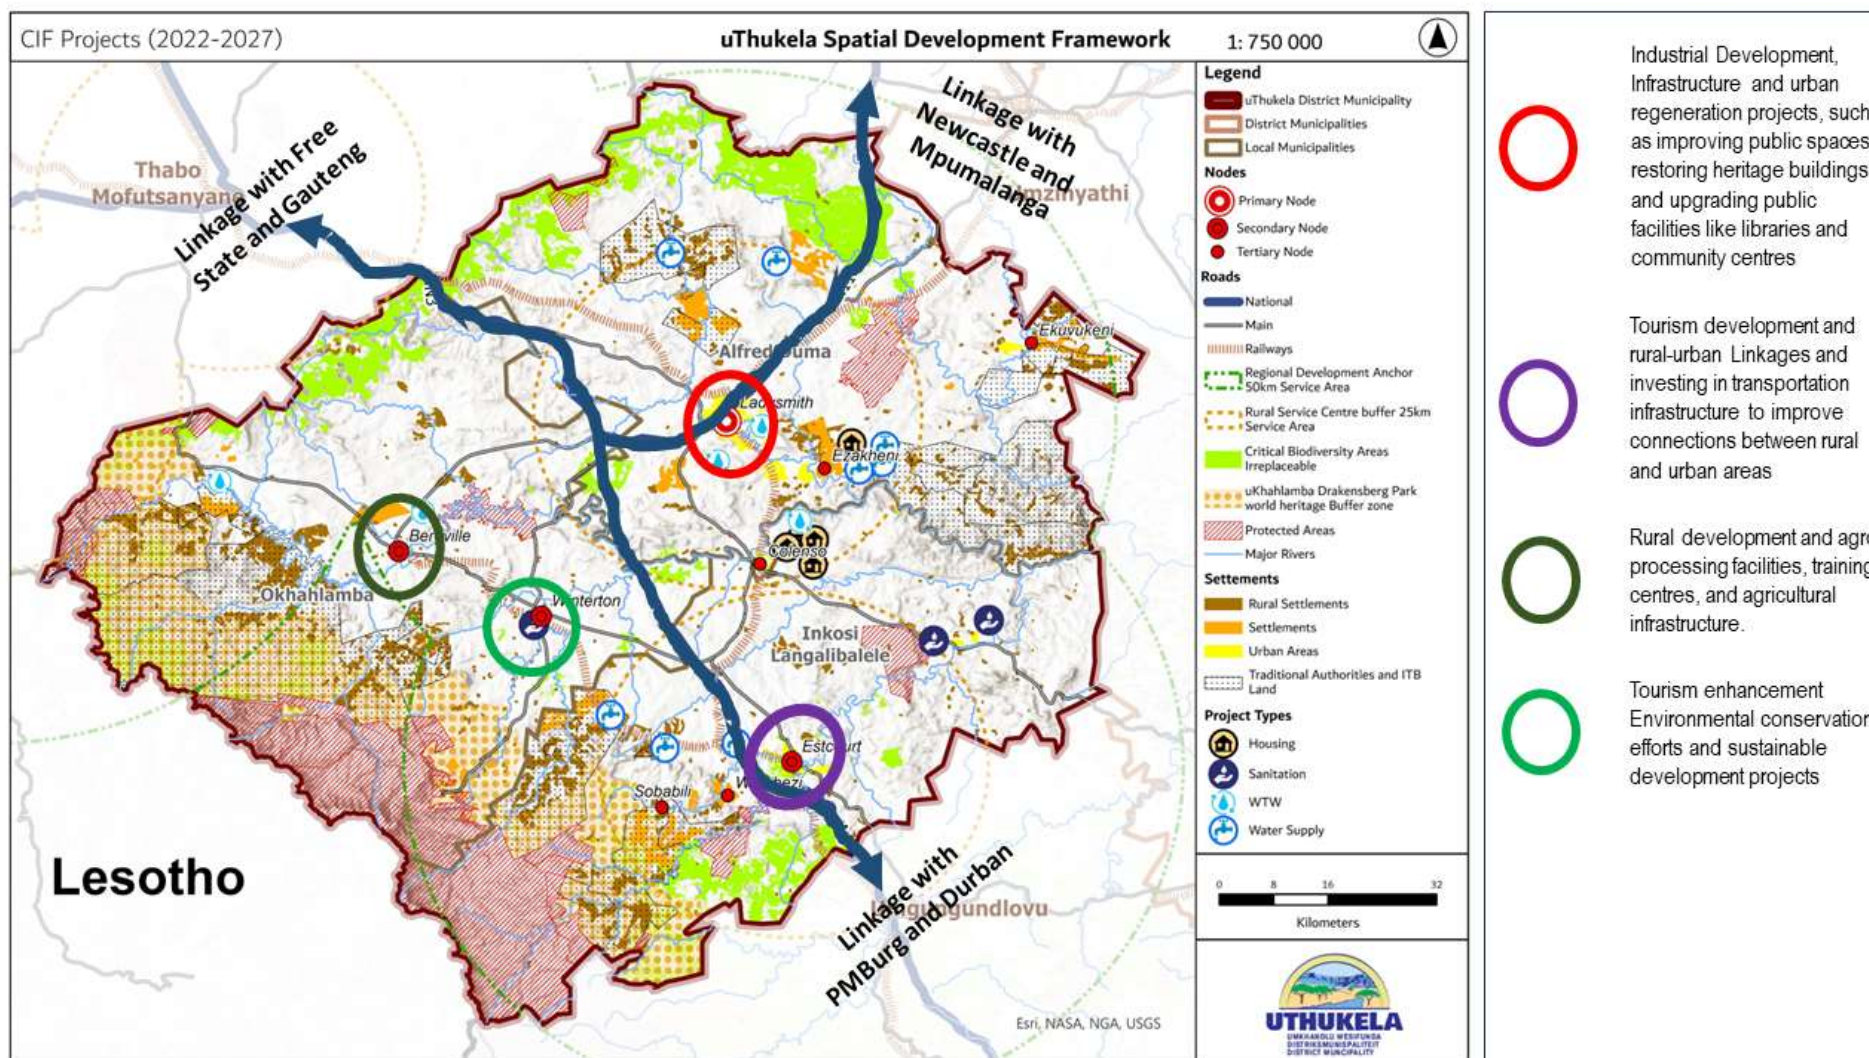 CIF Projects (2022-2027)
uThukela Spatial Development Framework
1: 750 000
Linkage with Free
State and Gauteng
Linkage with
Newcastle and
Mpumalanga
Thabo
Mofutsanyane
N3
Alfred Duma
Ladysmith
Ekuvukeni
Ezakheni
Bergville
Colenso
Okhahlamba
Winterton
Inkosi
Langalibalele
Estcourt
Sobabili
Lesotho
Linkage with
PMBurg and Durban
Esri, NASA, NGA, USGS
Legend
uThukela District Municipality
District Municipalities
Local Municipalities
Nodes
Primary Node
Secondary Node
Tertiary Node
Roads
National
Main
Railways
Regional Development Anchor
50km Service Area
Rural Service Centre buffer 25km
Service Area
Critical Biodiversity Areas
Irreplaceable
uKhahlamba Drakensberg Park
world heritage Buffer zone
Protected Areas
Major Rivers
Settements
Rural Settlements
Settlements
Urban Areas
Traditional Authorities and ITB
Land
Project Types
Housing
Sanitation
WTW
Water Supply
0 8 16 32
Kilometers
UTHUKELA
UMKHANDLU WESIFUNDA
DISTRIKSMUNISPALITEIT
DISTRICT MUNCIPALITY
Industrial Development,
Infrastructure and urban
regeneration projects, such
as improving public spaces
restoring heritage buildings
and upgrading public
facilities like libraries and
community centres
Tourism development and
rural-urban Linkages and
investing in transportation
infrastructure to improve
connections between rural
and urban areas
Rural development and agro
processing facilities, training
centres, and agricultural
infrastructure.
Tourism enhancement
Environmental conservation
efforts and sustainable
development projects